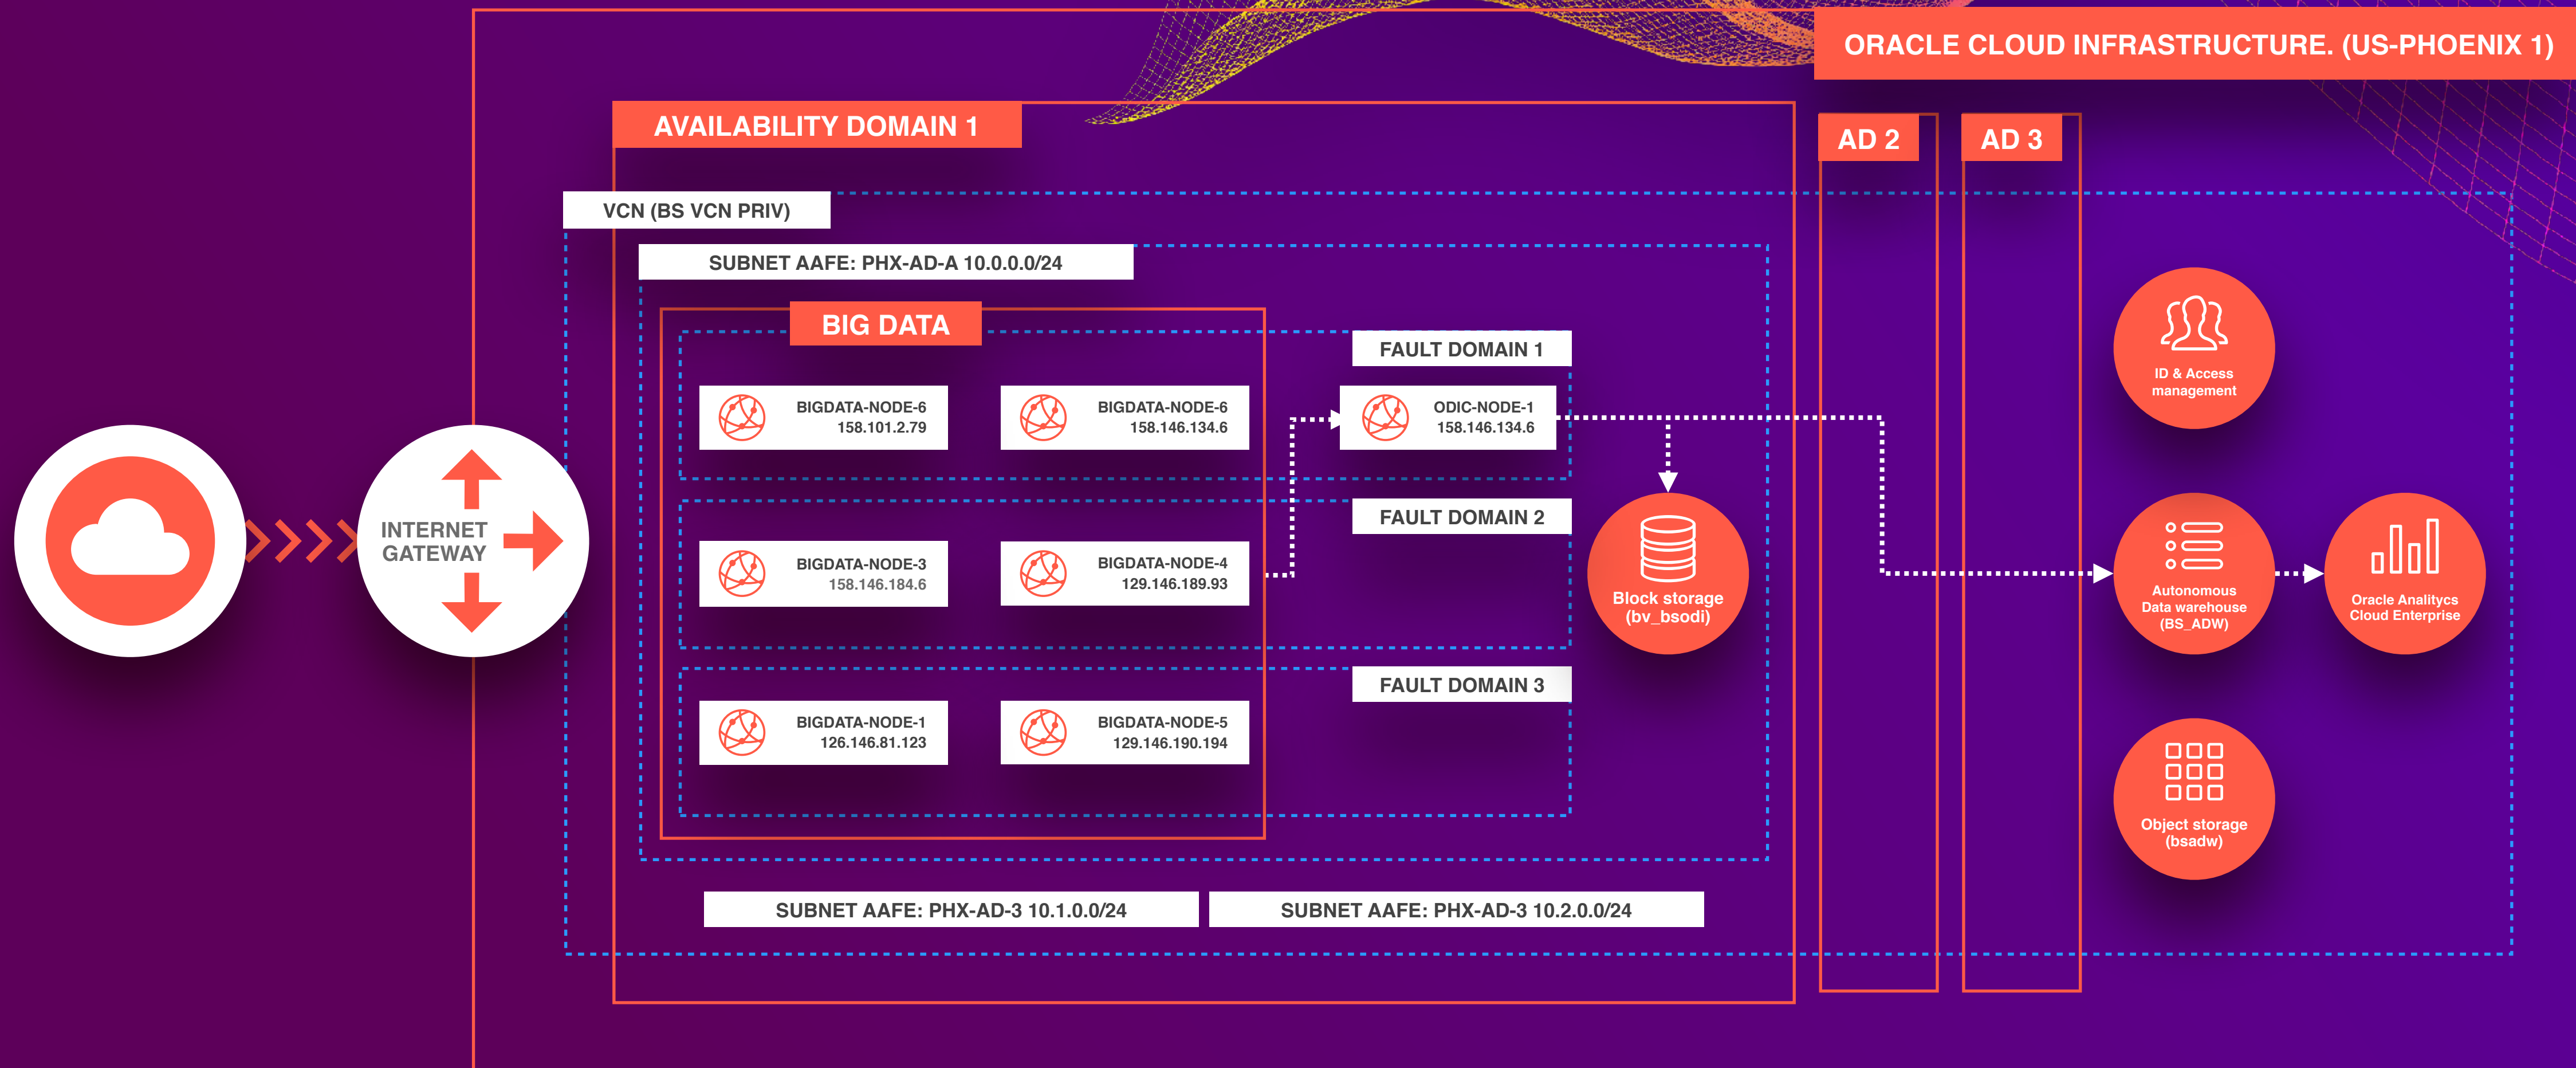 ORACLE CLOUD INFRASTRUCTURE. (US-PHOENIX 1)
AVAILABILITY DOMAIN 1
AD 2
AD 3
VCN (BS VCN PRIV)
SUBNET AAFE: PHX-AD-A 10.0.0.0/24
BIG DATA
FAULT DOMAIN 1
BIGDATA-NODE-6
158.101.2.79
BIGDATA-NODE-6
158.146.134.6
ODIC-NODE-1
158.146.134.6
ID & Access
management
INTERNET
GATEWAY
FAULT DOMAIN 2
BIGDATA-NODE-3
158.146.184.6
BIGDATA-NODE-4
129.146.189.93
Block storage
(bv_bsodi)
Autonomous
Data warehouse
(BS_ADW)
Oracle Analitycs
Cloud Enterprise
FAULT DOMAIN 3
BIGDATA-NODE-1
126.146.81.123
BIGDATA-NODE-5
129.146.190.194
Object storage
(bsadw)
SUBNET AAFE: PHX-AD-3 10.1.0.0/24
SUBNET AAFE: PHX-AD-3 10.2.0.0/24